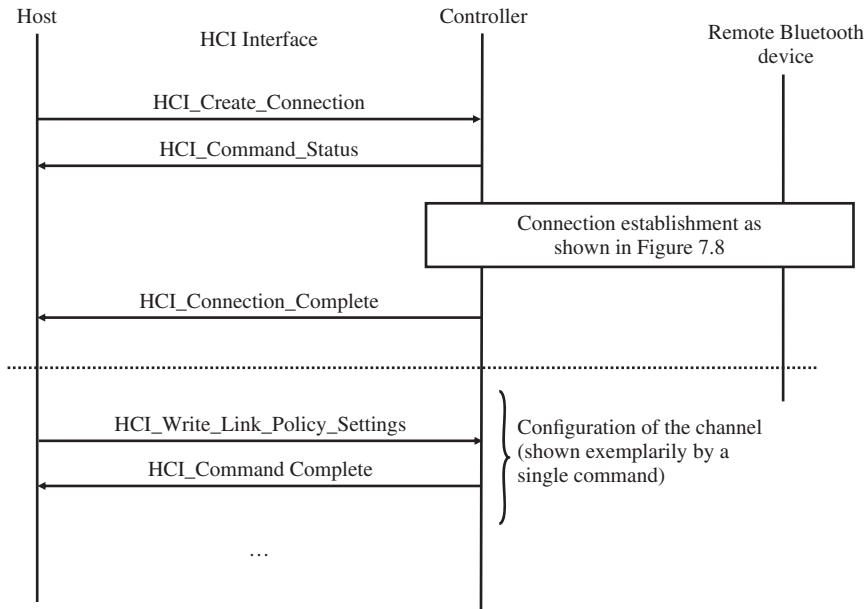 Host
Controller
HCI Interface
Remote Bluetooth
device
HCI_Create_Connection
HCI_Command_Status
Connection establishment as
shown in Figure 7.8
HCI_Connection_Complete
HCI_Write_Link_Policy_Settings
HCI_Command Complete
Configuration of the channel
(shown exemplarily by a
single command)
…